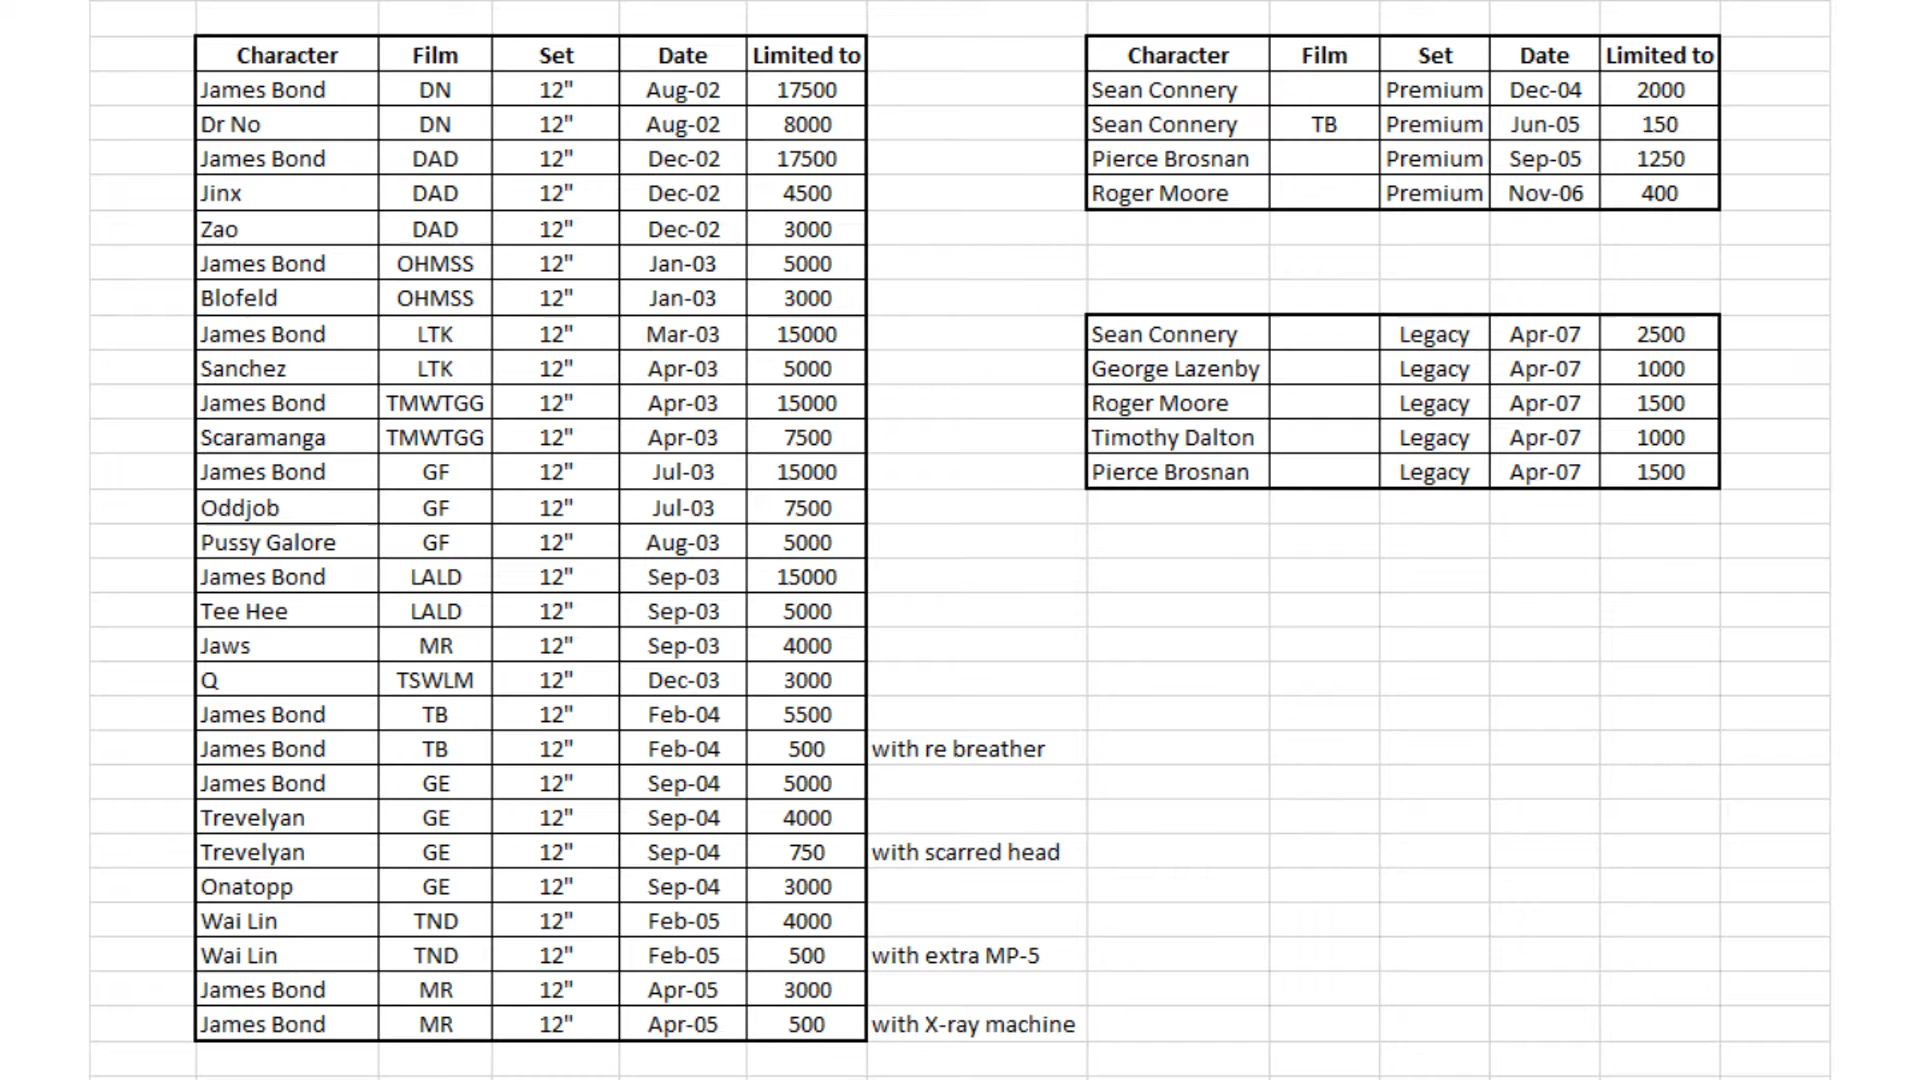 Character Film Set Date Limited to
James Bond DN 12" Aug-02 17500
Dr No DN 12" Aug-02 8000
James Bond DAD 12" Dec-02 17500
Jinx DAD 12" Dec-02 4500
Zao DAD 12" Dec-02 3000
James Bond OHMSS 12" Jan-03 5000
Blofeld OHMSS 12" Jan-03 3000
James Bond LTK 12" Mar-03 15000
Sanchez LTK 12" Apr-03 5000
James Bond TMWTGG 12" Apr-03 15000
Scaramanga TMWTGG 12" Apr-03 7500
James Bond GF 12" Jul-03 15000
Oddjob GF 12" Jul-03 7500
Pussy Galore GF 12" Aug-03 5000
James Bond LALD 12" Sep-03 15000
Tee Hee LALD 12" Sep-03 5000
Jaws MR 12" Sep-03 4000
Q TSWLM 12" Dec-03 3000
James Bond TB 12" Feb-04 5500
James Bond TB 12" Feb-04 500 with re breather
James Bond GE 12" Sep-04 5000
Trevelyan GE 12" Sep-04 4000
Trevelyan GE 12" Sep-04 750 with scarred head
Onatopp GE 12" Sep-04 3000
Wai Lin TND 12" Feb-05 4000
Wai Lin TND 12" Feb-05 500 with extra MP-5
James Bond MR 12" Apr-05 3000
James Bond MR 12" Apr-05 500 with X-ray machine
Character Film Set Date Limited to
Sean Connery Premium Dec-04 2000
Sean Connery TB Premium Jun-05 150
Pierce Brosnan Premium Sep-05 1250
Roger Moore Premium Nov-06 400
Sean Connery Legacy Apr-07 2500
George Lazenby Legacy Apr-07 1000
Roger Moore Legacy Apr-07 1500
Timothy Dalton Legacy Apr-07 1000
Pierce Brosnan Legacy Apr-07 1500